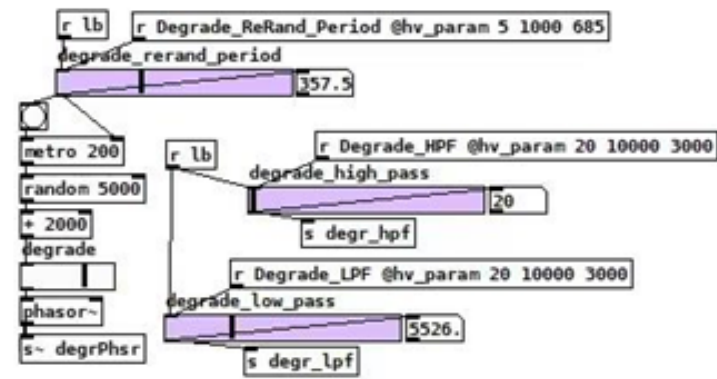 r lb
r Degrade_ReRand_Period @hv_param 5 1000 685
degrade_rerand_period
357.5
metro 200
random 5000
+ 2000
degrade
phasor~
s~ degrPhsr
r lb
r Degrade_HPF @hv_param 20 10000 3000
degrade_high_pass
20
s degr_hpf
r Degrade_LPF @hv_param 20 10000 3000
degrade_low_pass
5526.
s degr_lpf